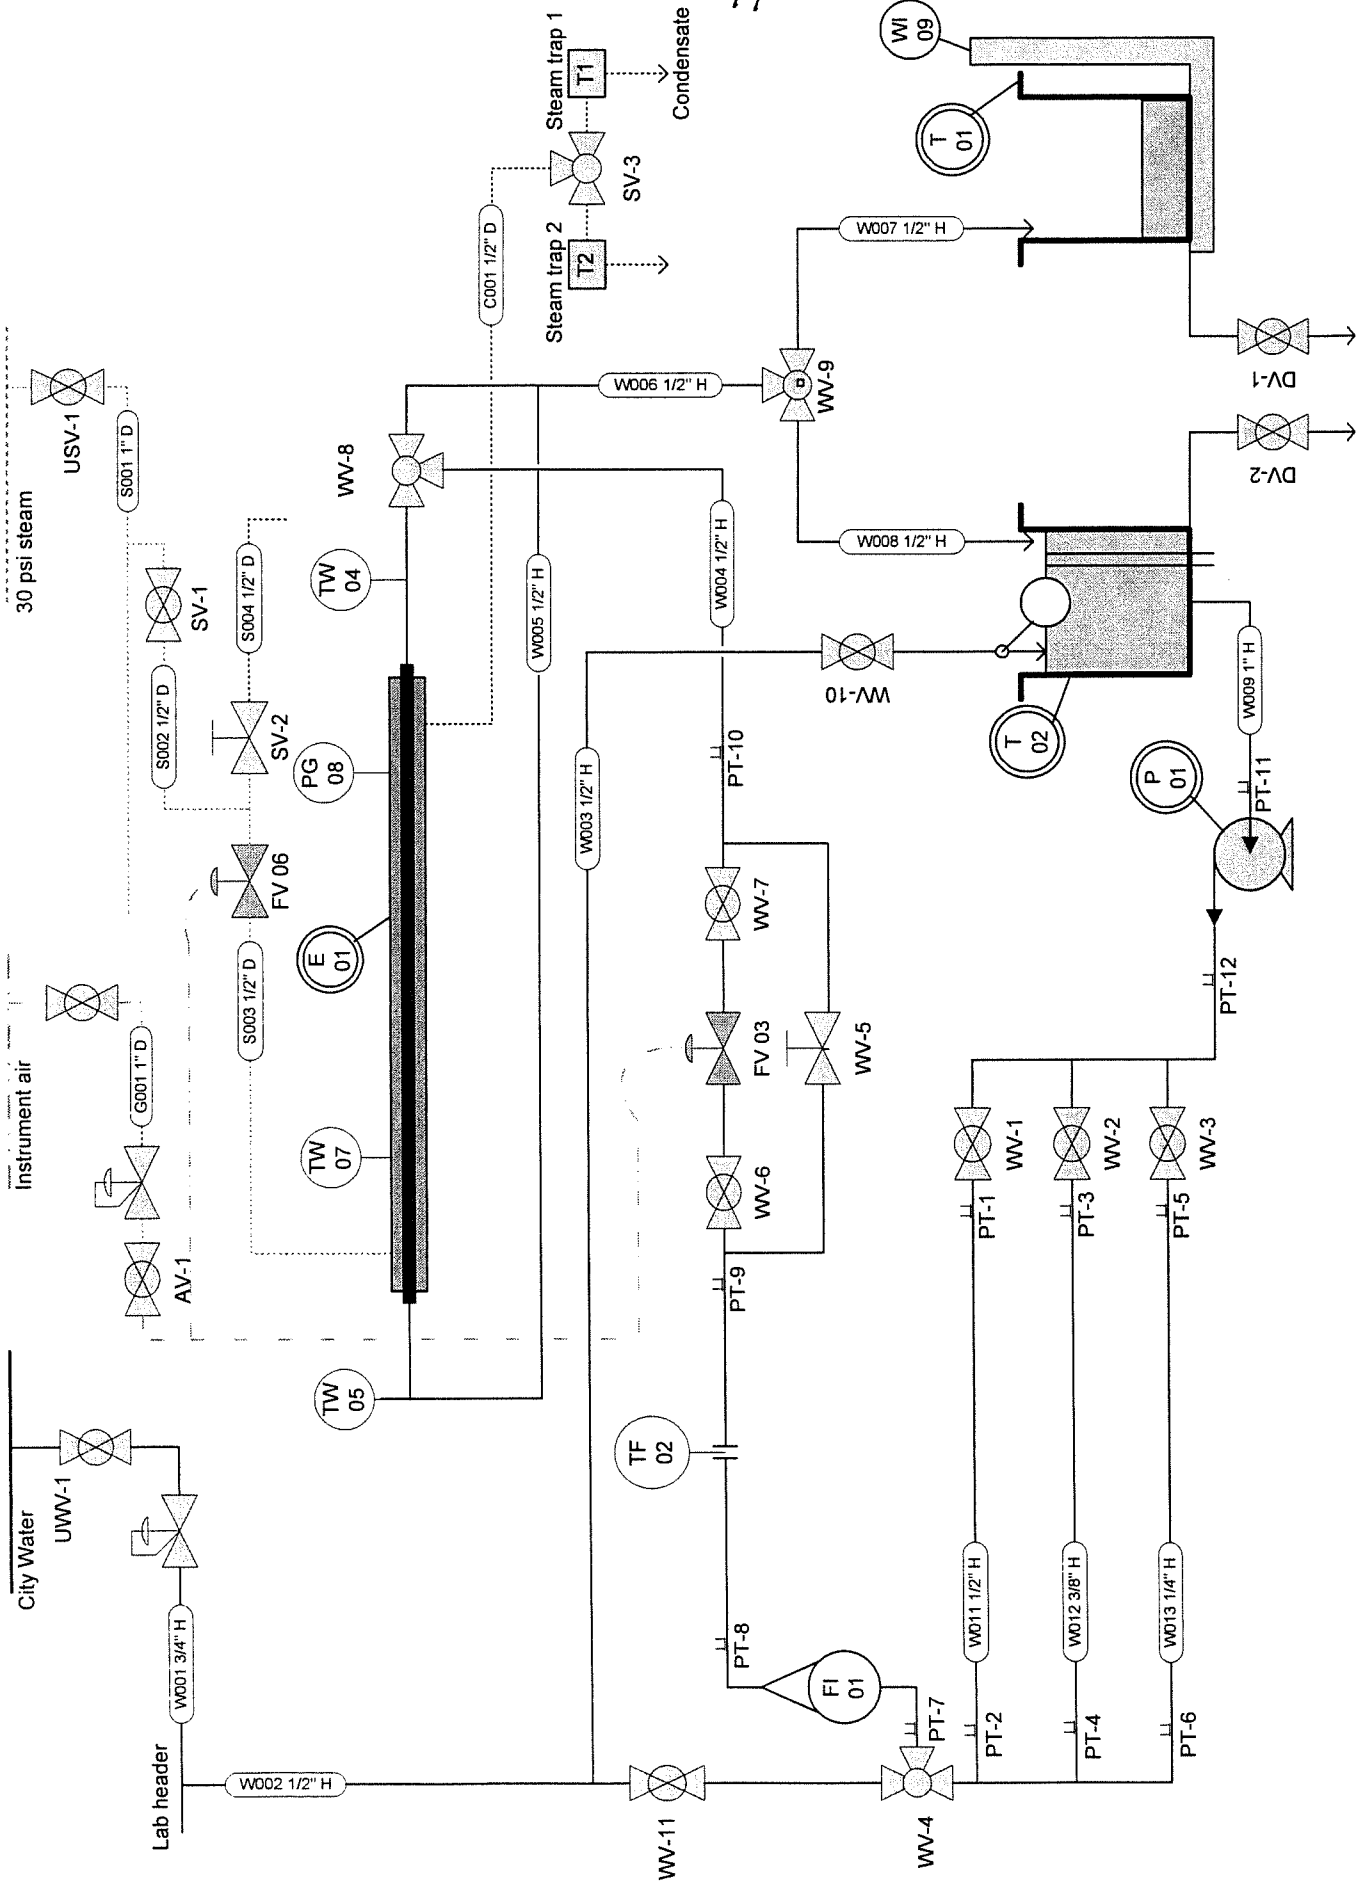 City Water
UWV-1
W001 3/4" H
Lab header
W002 1/2" H
Instrument air
G001 1" D
AV-1
30 psi steam
USV-1
S001 1" D
SV-1
S002 1/2" D
S004 1/2" D
SV-2
FV 06
S003 1/2" D
TW
05
TW
07
E
01
PG
08
TW
04
WV-8
C001 1/2" D
Steam trap 2
T2
Steam trap 1
T1
SV-3
Condensate
W005 1/2" H
W006 1/2" H
W003 1/2" H
W004 1/2" H
TF
02
PT-8
PT-9
WV-6
FV 03
WV-7
WV-5
PT-10
WV-10
WV-9
W008 1/2" H
W007 1/2" H
WI
09
T
01
T
02
DV-2
DV-1
W009 1" H
P
01
PT-11
PT-12
FI
01
PT-7
WV-11
WV-4
PT-2
W011 1/2" H
PT-1
WV-1
PT-4
W012 3/8" H
PT-3
WV-2
PT-6
W013 1/4" H
PT-5
WV-3